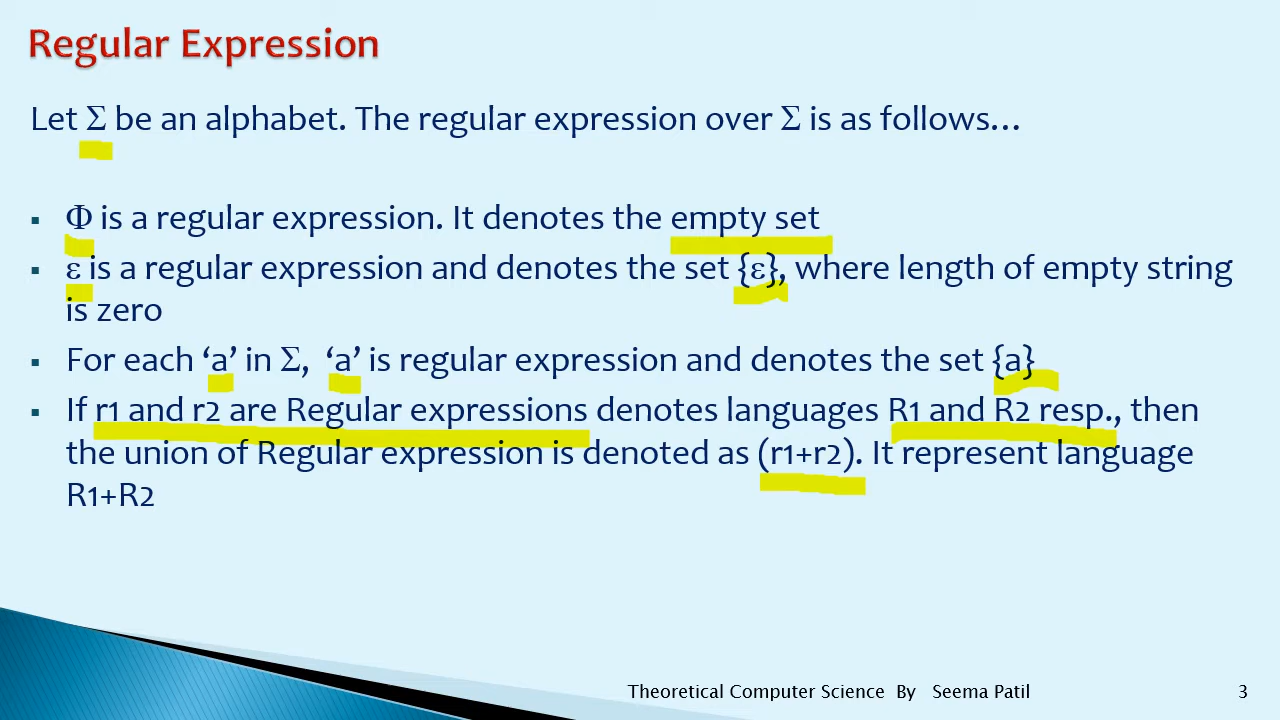 Regular Expression
Let Σ be an alphabet. The regular expression over Σ is as follows…
▪ Φ is a regular expression. It denotes the empty set
▪ ε is a regular expression and denotes the set {ε}, where length of empty string
is zero
▪ For each ‘a’ in Σ, ‘a’ is regular expression and denotes the set {a}
▪ If r1 and r2 are Regular expressions denotes languages R1 and R2 resp., then
the union of Regular expression is denoted as (r1+r2). It represent language
R1+R2
Theoretical Computer Science By Seema Patil
3